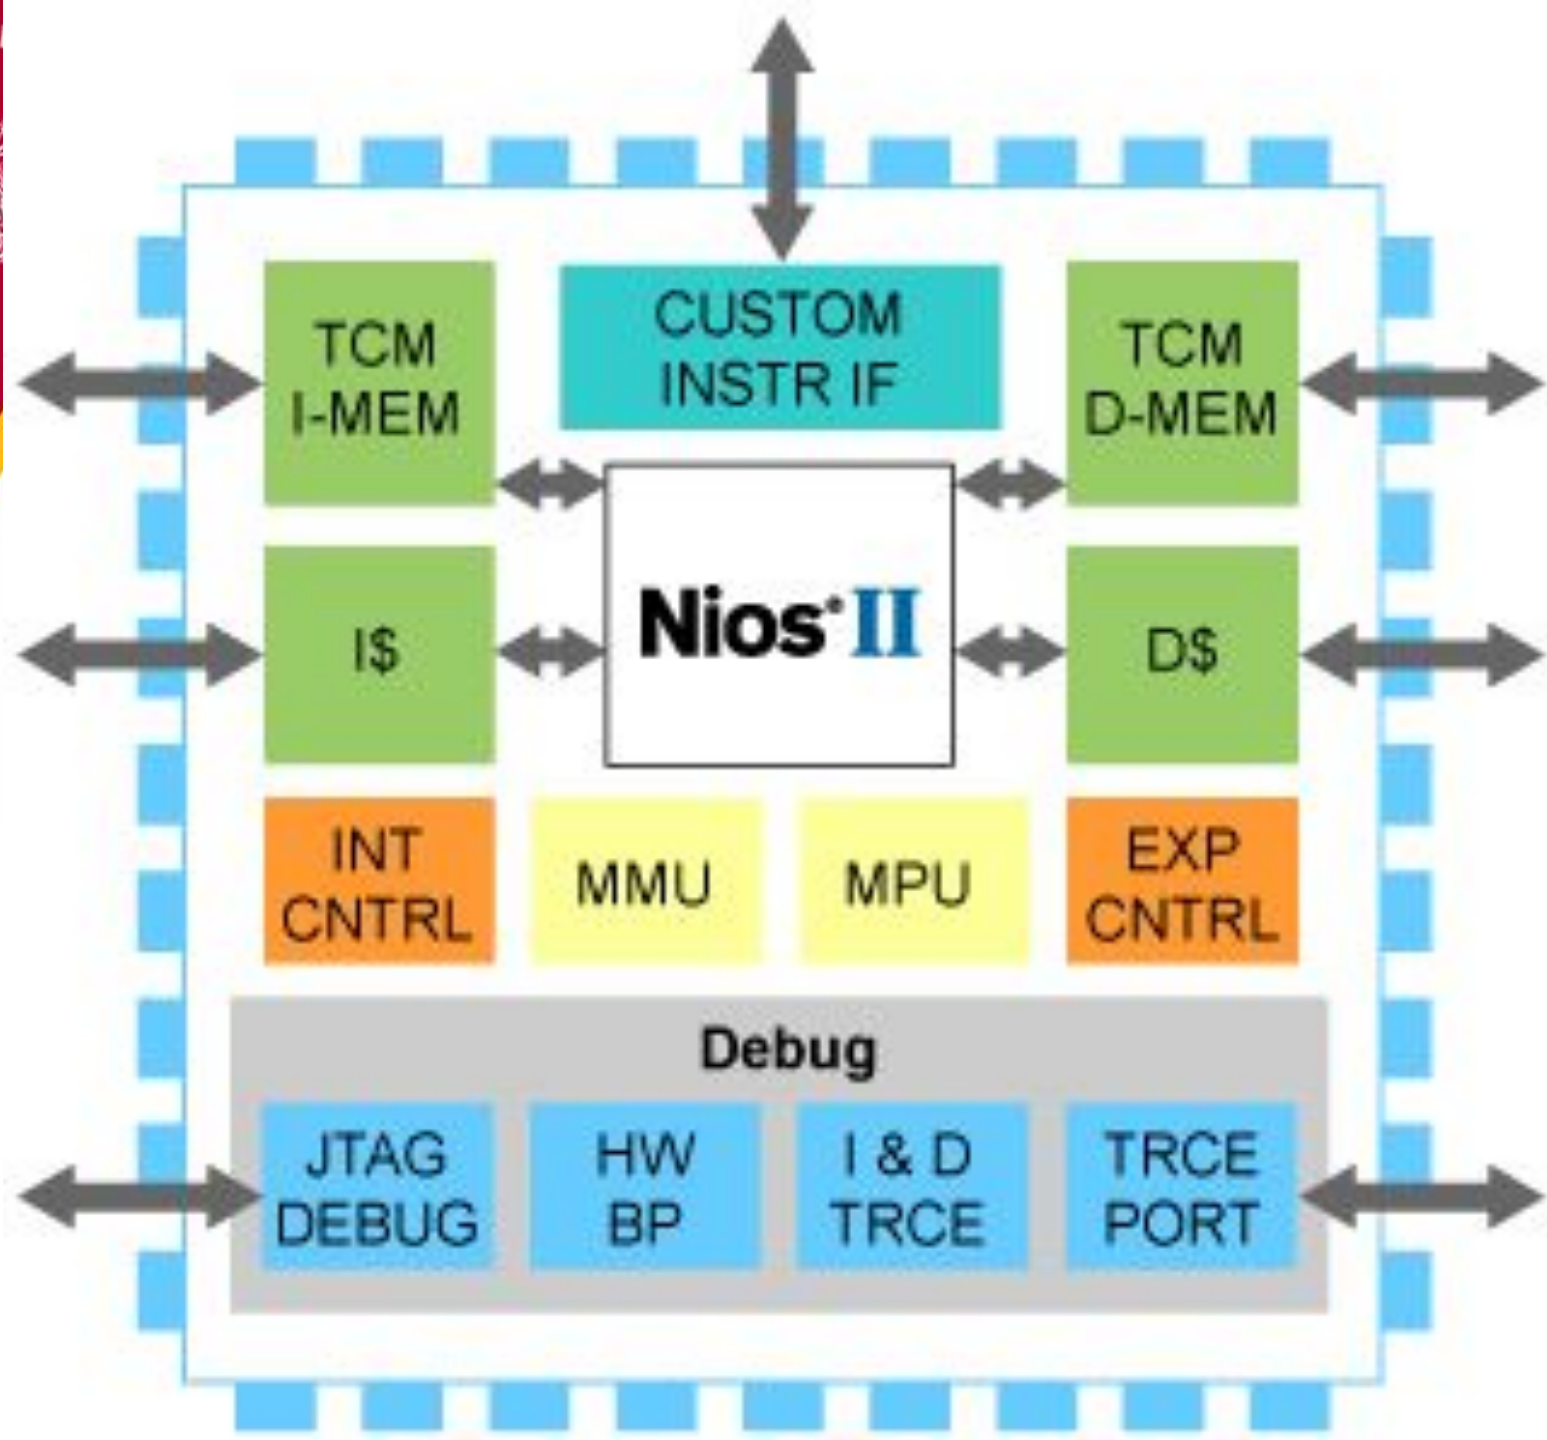 CUSTOM
INSTR IF
TCM
I-MEM
TCM
D-MEM
I$
Nios® II
D$
INT
CNTRL
MMU
MPU
EXP
CNTRL
Debug
JTAG
DEBUG
HW
BP
I & D
TRCE
TRCE
PORT